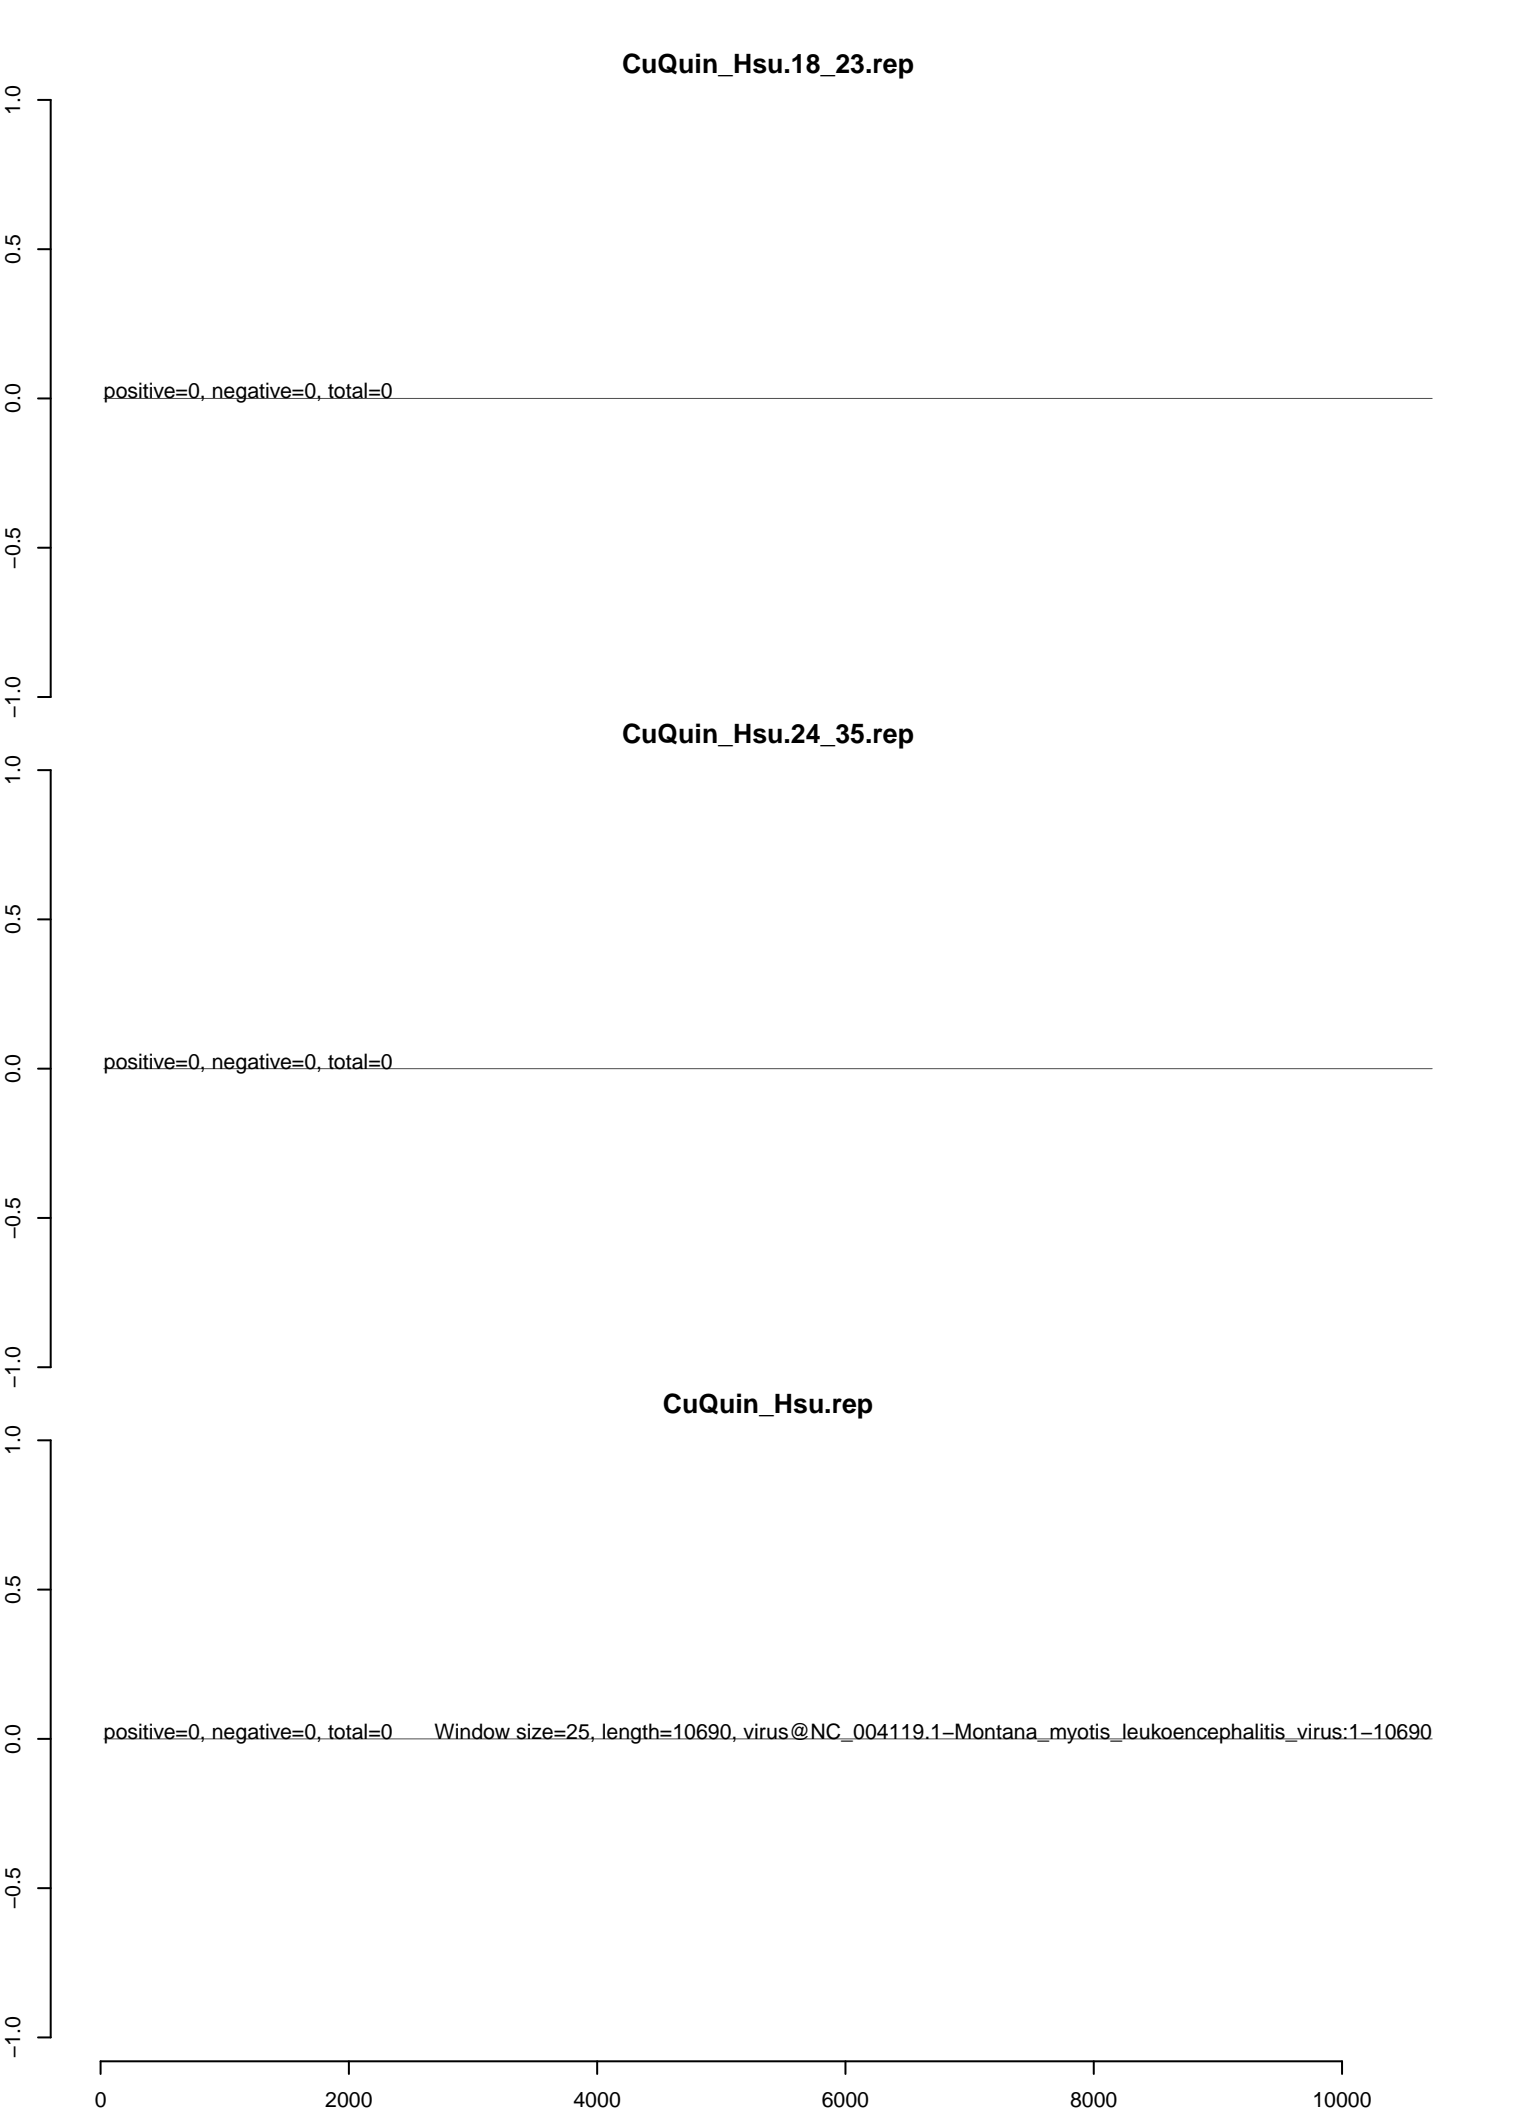 CuQuin_Hsu.18_23.rep
1.0
0.5
0.0
−0.5
−1.0
positive=0, negative=0, total=0
CuQuin_Hsu.24_35.rep
1.0
0.5
0.0
−0.5
−1.0
positive=0, negative=0, total=0
CuQuin_Hsu.rep
1.0
0.5
0.0
−0.5
−1.0
positive=0, negative=0, total=0 Window size=25, length=10690, virus@NC_004119.1−Montana_myotis_leukoencephalitis_virus:1−10690
0 2000 4000 6000 8000 10000